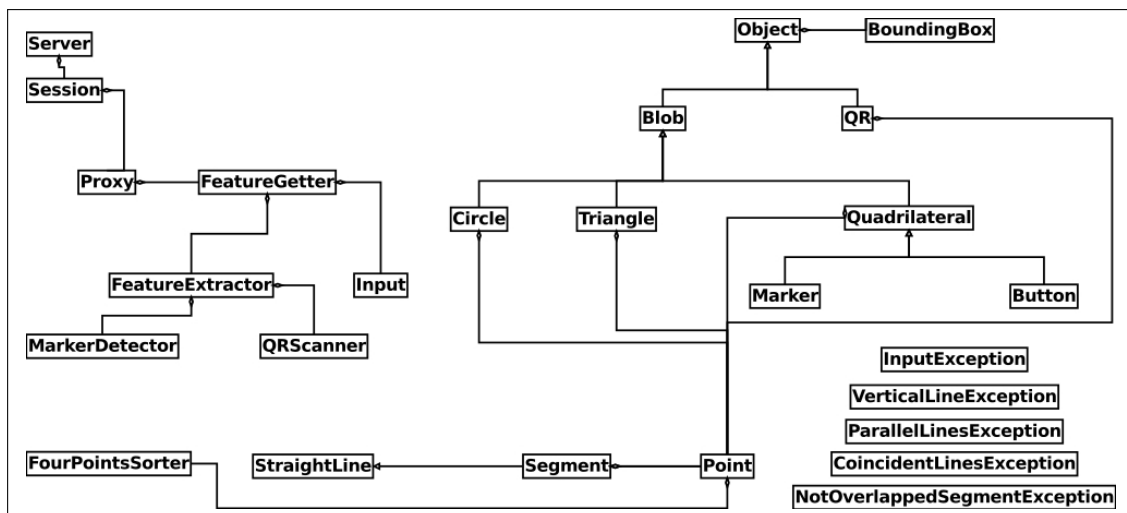 Object
BoundingBox
Server
Session
Blob
QR
Proxy
FeatureGetter
Circle
Triangle
Quadrilateral
FeatureExtractor
Input
Marker
Button
MarkerDetector
QRScanner
InputException
VerticalLineException
ParallelLinesException
FourPointsSorter
StraightLine
Segment
Point
CoincidentLinesException
NotOverlappedSegmentException